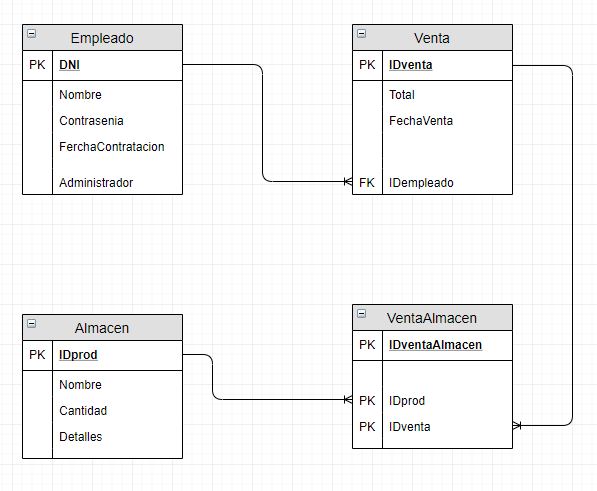 Empleado
PK DNI
Nombre
Contrasenia
FerchaContratacion
Administrador
Venta
PK IDventa
Total
FechaVenta
FK IDempleado
Almacen
PK IDprod
Nombre
Cantidad
Detalles
VentaAlmacen
PK IDventaAlmacen
PK IDprod
PK IDventa